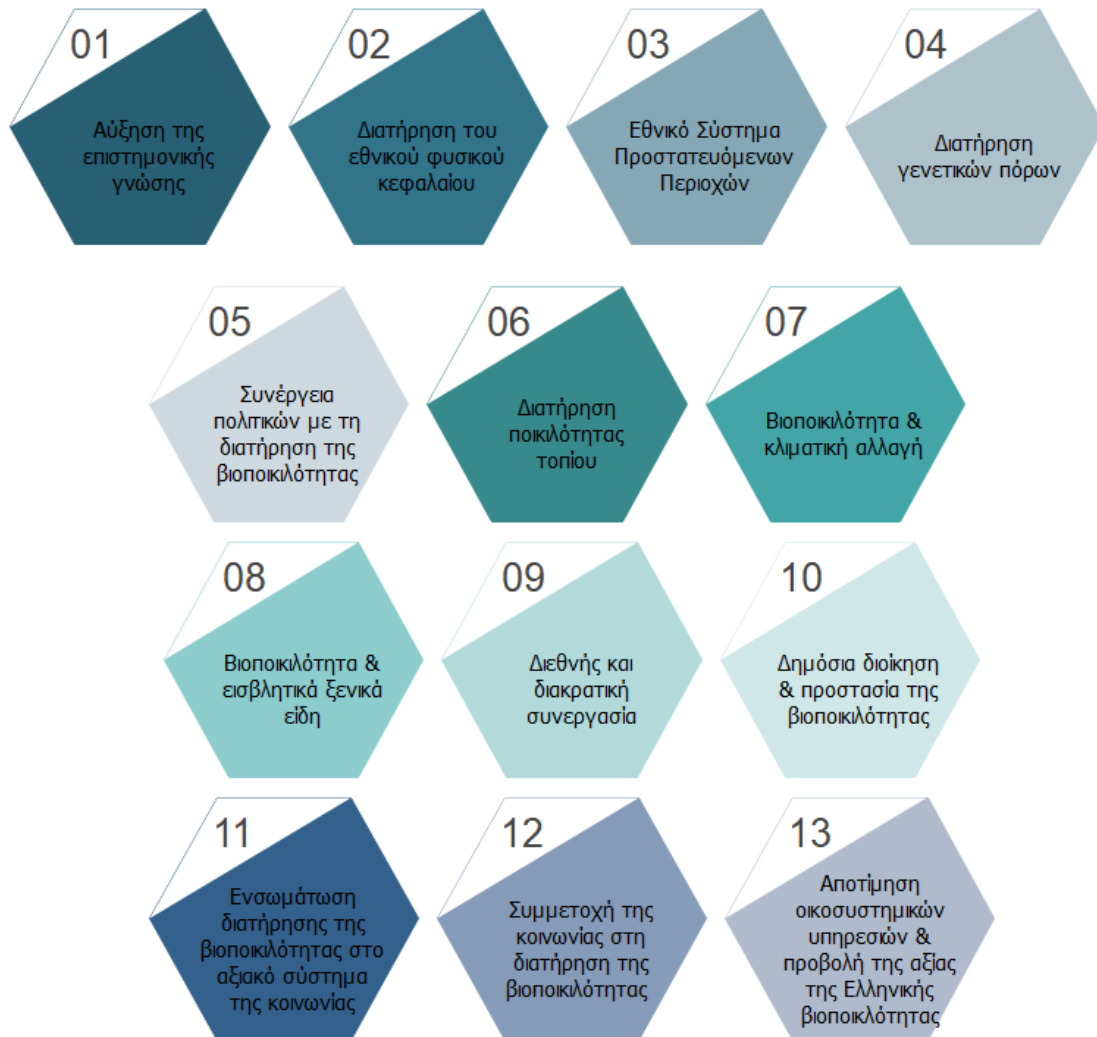 01
Αύξηση της
επιστημονικής
γνώσης
02
Διατήρηση του
εθνικού φυσικού
κεφαλαίου
03
Εθνικό Σύστημα
Προστατευόμενων
Περιοχών
04
Διατήρηση
γενετικών πόρων
05
Συνέργεια
πολιτικών με τη
διατήρηση της
βιοποικιλότητας
06
Διατήρηση
ποικιλότητας
τοπίου
07
Βιοποικιλότητα &
κλιματική αλλαγή
08
Βιοποικιλότητα &
εισβλητικά ξενικά
είδη
09
Διεθνής και
διακρατική
συνεργασία
10
Δημόσια διοίκηση
& προστασία της
βιοποικιλότητας
11
Ενσωμάτωση
διατήρησης της
βιοποικιλότητας στο
αξιακό σύστημα
της κοινωνίας
12
Συμμετοχή της
κοινωνίας στη
διατήρηση της
βιοποικιλότητας
13
Αποτίμηση
οικοσυστημικών
υπηρεσιών &
προβολή της αξίας
της Ελληνικής
βιοποικλότητας